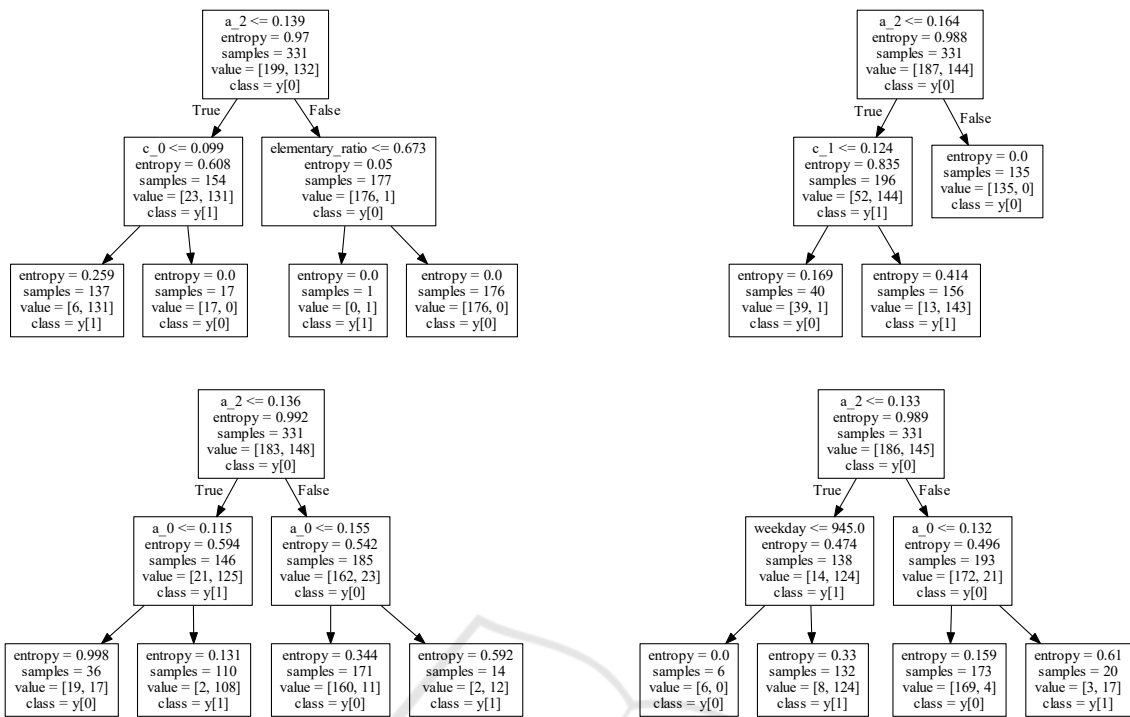 a_2 <= 0.139
entropy = 0.97
samples = 331
value = [199, 132]
class = y[0]
True
False
c_0 <= 0.099
entropy = 0.608
samples = 154
value = [23, 131]
class = y[1]
elementary_ratio <= 0.673
entropy = 0.05
samples = 177
value = [176, 1]
class = y[0]
entropy = 0.259
samples = 137
value = [6, 131]
class = y[1]
entropy = 0.0
samples = 17
value = [17, 0]
class = y[0]
entropy = 0.0
samples = 1
value = [0, 1]
class = y[1]
entropy = 0.0
samples = 176
value = [176, 0]
class = y[0]
a_2 <= 0.164
entropy = 0.988
samples = 331
value = [187, 144]
class = y[0]
True
False
c_1 <= 0.124
entropy = 0.835
samples = 196
value = [52, 144]
class = y[1]
entropy = 0.0
samples = 135
value = [135, 0]
class = y[0]
entropy = 0.169
samples = 40
value = [39, 1]
class = y[0]
entropy = 0.414
samples = 156
value = [13, 143]
class = y[1]
a_2 <= 0.136
entropy = 0.992
samples = 331
value = [183, 148]
class = y[0]
True
False
a_0 <= 0.115
entropy = 0.594
samples = 146
value = [21, 125]
class = y[1]
a_0 <= 0.155
entropy = 0.542
samples = 185
value = [162, 23]
class = y[0]
entropy = 0.998
samples = 36
value = [19, 17]
class = y[0]
entropy = 0.131
samples = 110
value = [2, 108]
class = y[1]
entropy = 0.344
samples = 171
value = [160, 11]
class = y[0]
entropy = 0.592
samples = 14
value = [2, 12]
class = y[1]
a_2 <= 0.133
entropy = 0.989
samples = 331
value = [186, 145]
class = y[0]
True
False
weekday <= 945.0
entropy = 0.474
samples = 138
value = [14, 124]
class = y[1]
a_0 <= 0.132
entropy = 0.496
samples = 193
value = [172, 21]
class = y[0]
entropy = 0.0
samples = 6
value = [6, 0]
class = y[0]
entropy = 0.33
samples = 132
value = [8, 124]
class = y[1]
entropy = 0.159
samples = 173
value = [169, 4]
class = y[0]
entropy = 0.61
samples = 20
value = [3, 17]
class = y[1]